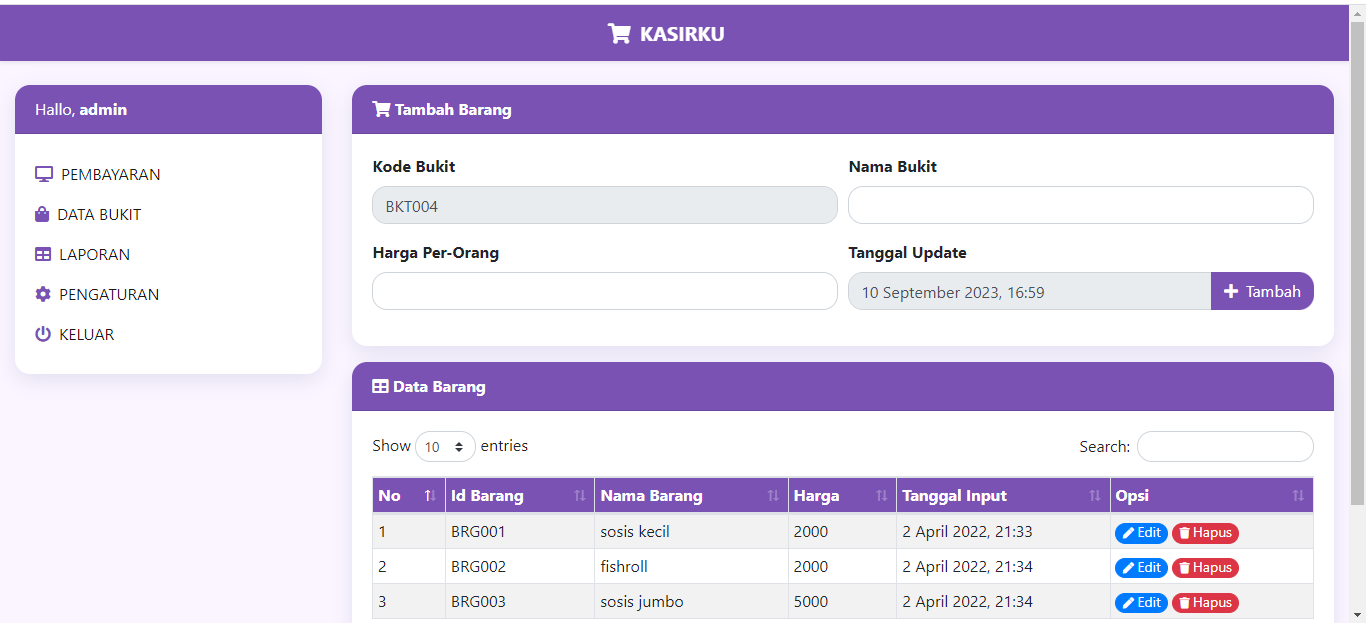 KASIRKU
Hallo, admin
PEMBAYARAN
DATA BUKIT
LAPORAN
PENGATURAN
KELUAR
Tambah Barang
Kode Bukit
Nama Bukit
BKT004
Harga Per-Orang
Tanggal Update
10 September 2023, 16:59
Tambah
Data Barang
Show 10 entries
Search:
No Id Barang Nama Barang Harga Tanggal Input Opsi
1 BRG001 sosis kecil 2000 2 April 2022, 21:33 Edit Hapus
2 BRG002 fishroll 2000 2 April 2022, 21:34 Edit Hapus
3 BRG003 sosis jumbo 5000 2 April 2022, 21:34 Edit Hapus